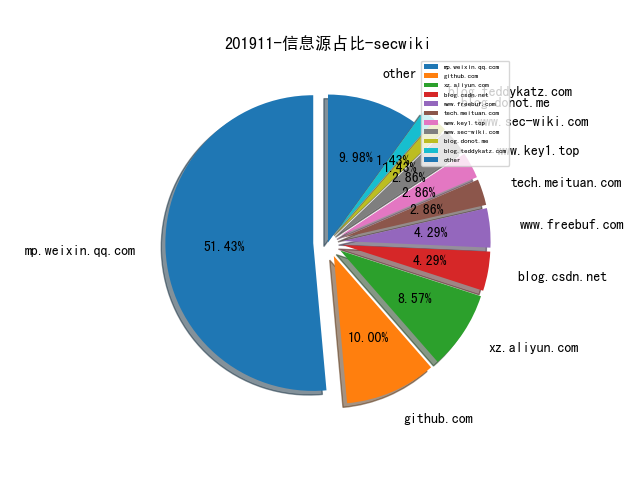 201911-信息源占比-secwiki
mp.weixin.qq.com
github.com
xz.aliyun.com
blog.csdn.net
www.freebuf.com
tech.meituan.com
www.key1.top
www.sec-wiki.com
blog.donot.me
blog.teddykatz.com
other
other
blog.teddykatz.com
blog.donot.me
www.sec-wiki.com
www.key1.top
tech.meituan.com
www.freebuf.com
blog.csdn.net
xz.aliyun.com
github.com
mp.weixin.qq.com
9.98%
1.43%
1.43%
2.86%
2.86%
2.86%
4.29%
4.29%
8.57%
10.00%
51.43%